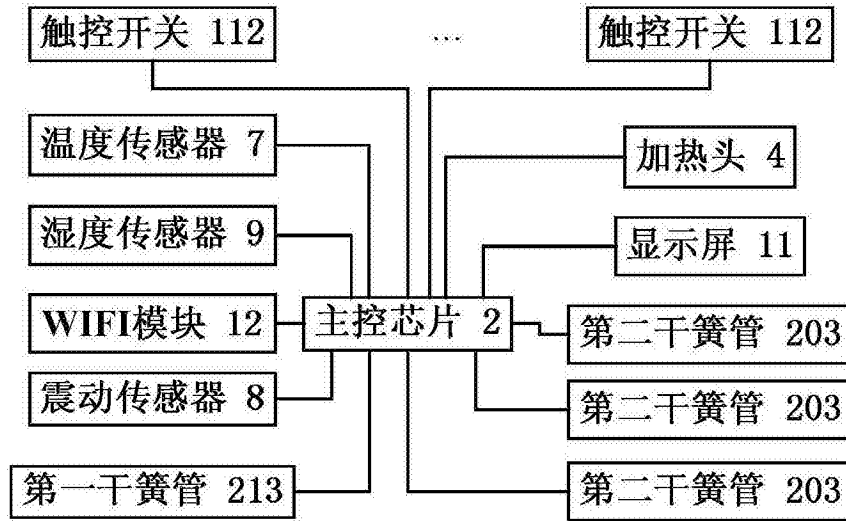 触控开关 112
…
触控开关 112
温度传感器 7
加热头 4
湿度传感器 9
显示屏 11
WIFI模块 12
主控芯片 2
第二干簧管 203
震动传感器 8
第二干簧管 203
第一干簧管 213
第二干簧管 203